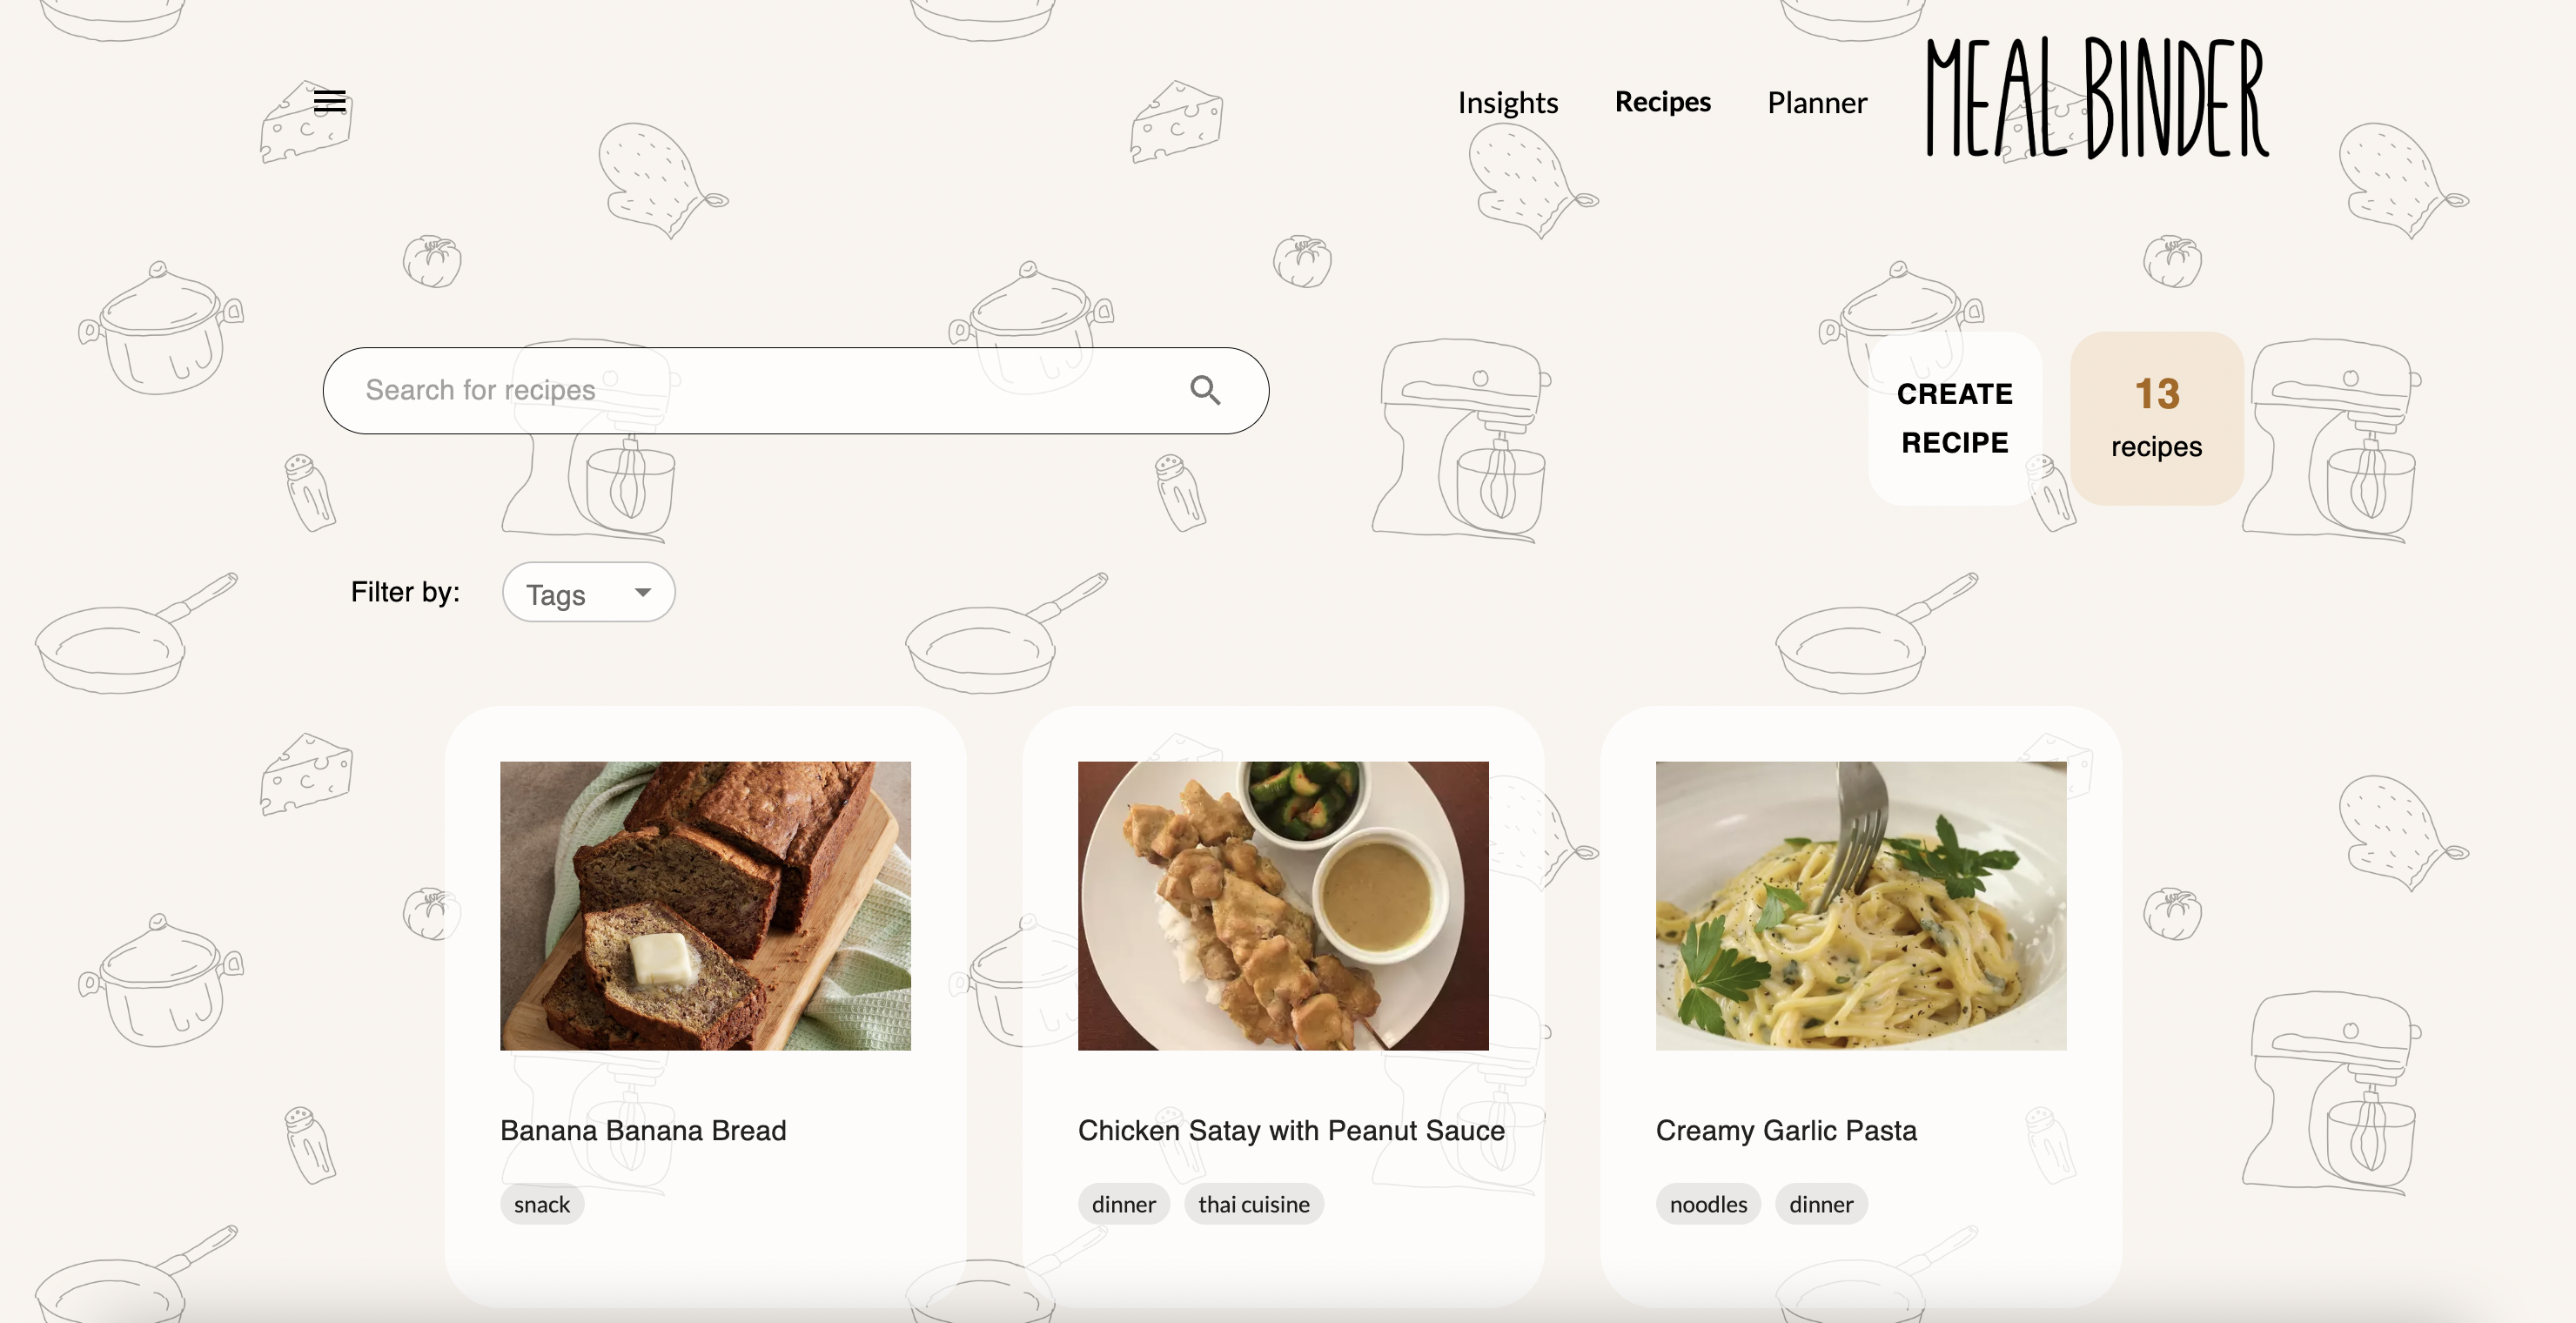 Insights Recipes Planner MEAL BINDER
Search for recipes
CREATE
RECIPE
13
recipes
Filter by: Tags
Banana Banana Bread
snack
Chicken Satay with Peanut Sauce
dinner thai cuisine
Creamy Garlic Pasta
noodles dinner